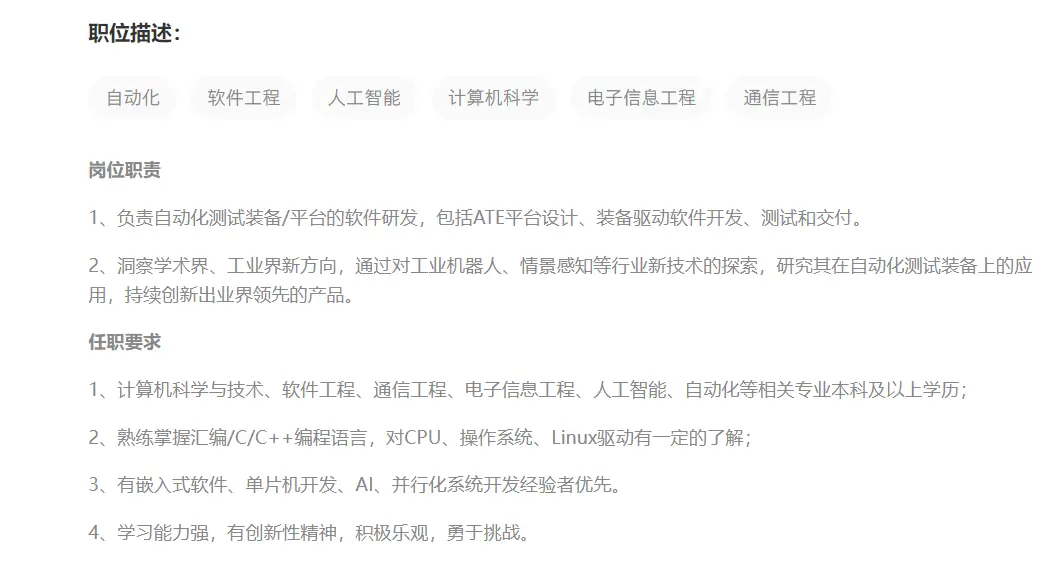 职位描述：
自动化 软件工程 人工智能 计算机科学 电子信息工程 通信工程
岗位职责
1、负责自动化测试装备/平台的软件研发，包括ATE平台设计、装备驱动软件开发、测试和交付。
2、洞察学术界、工业界新方向，通过对工业机器人、情景感知等行业新技术的探索，研究其在自动化测试装备上的应
用，持续创新出业界领先的产品。
任职要求
1、计算机科学与技术、软件工程、通信工程、电子信息工程、人工智能、自动化等相关专业本科及以上学历；
2、熟练掌握汇编/C/C++编程语言，对CPU、操作系统、Linux驱动有一定的了解；
3、有嵌入式软件、单片机开发、AI、并行化系统开发经验者优先。
4、学习能力强，有创新性精神，积极乐观，勇于挑战。